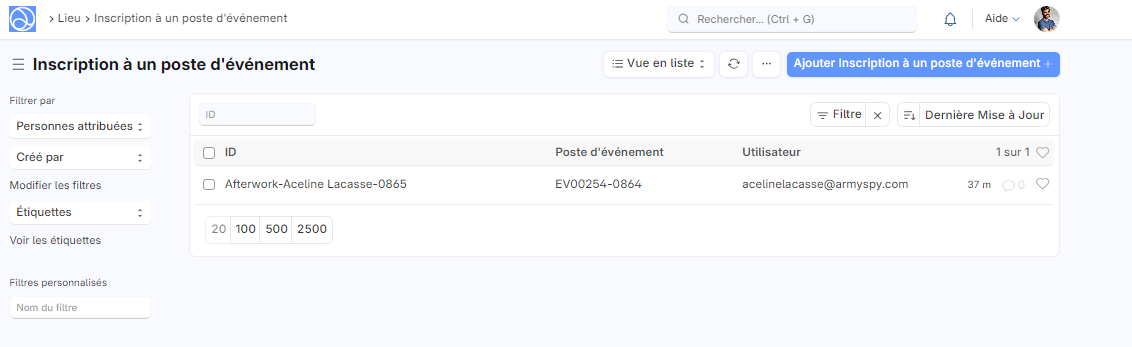 Lieu Inscription à un poste d'événement
Rechercher... (Ctrl + G)
Aide
Inscription à un poste d'événement
Vue en liste
Ajouter Inscription à un poste d'événement +
Filtrer par
Personnes attribuées
Créé par
Modifier les filtres
Étiquettes
Voir les étiquettes
Filtres personnalisés
Nom du filtre
ID
Filtre
Dernière Mise à Jour
ID Poste d'événement Utilisateur 1 sur 1
Afterwork-Aceline Lacasse-0865 EV00254-0864 acelinelacasse@armyspy.com 37 m 0
20 100 500 2500